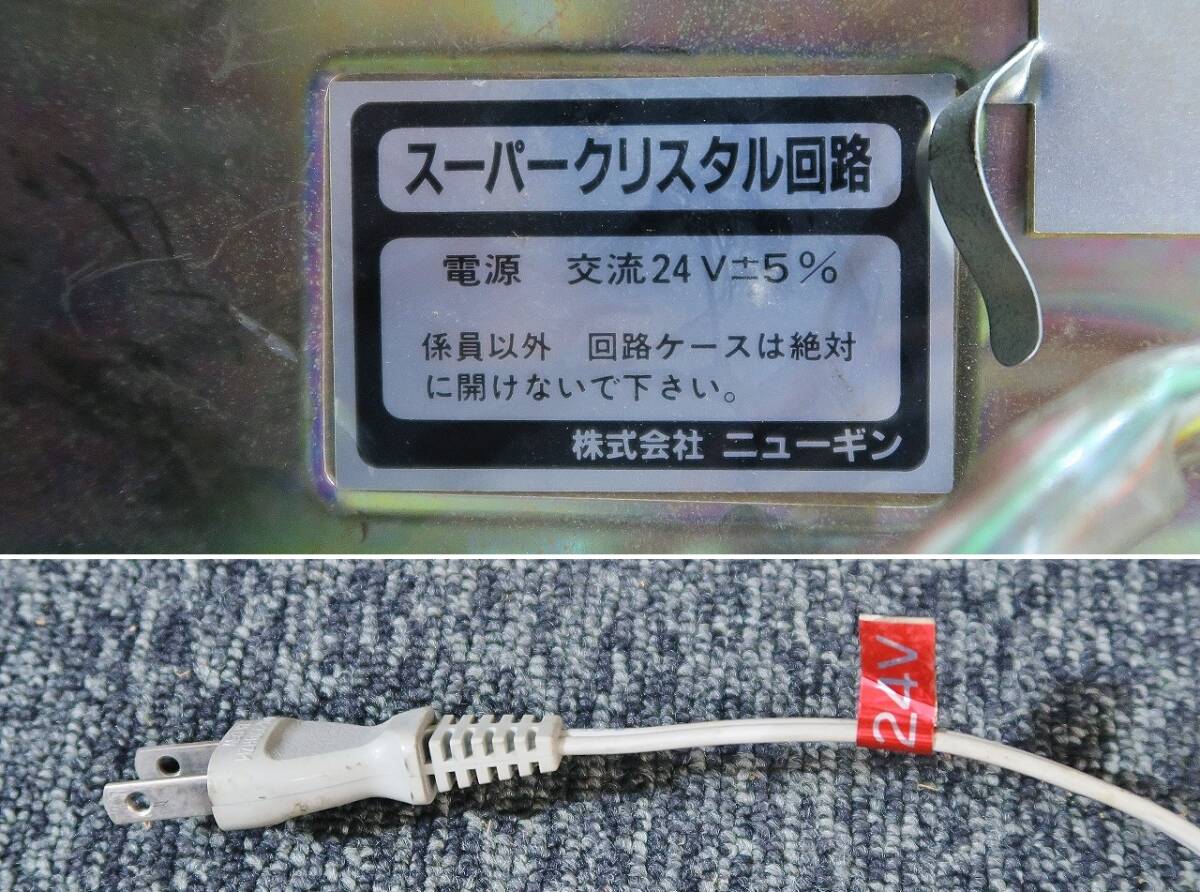 スーパークリスタル回路
電源 交流24V±5%
係員以外 回路ケースは絶対
に開けないで下さい。
株式会社 ニューギン
24V